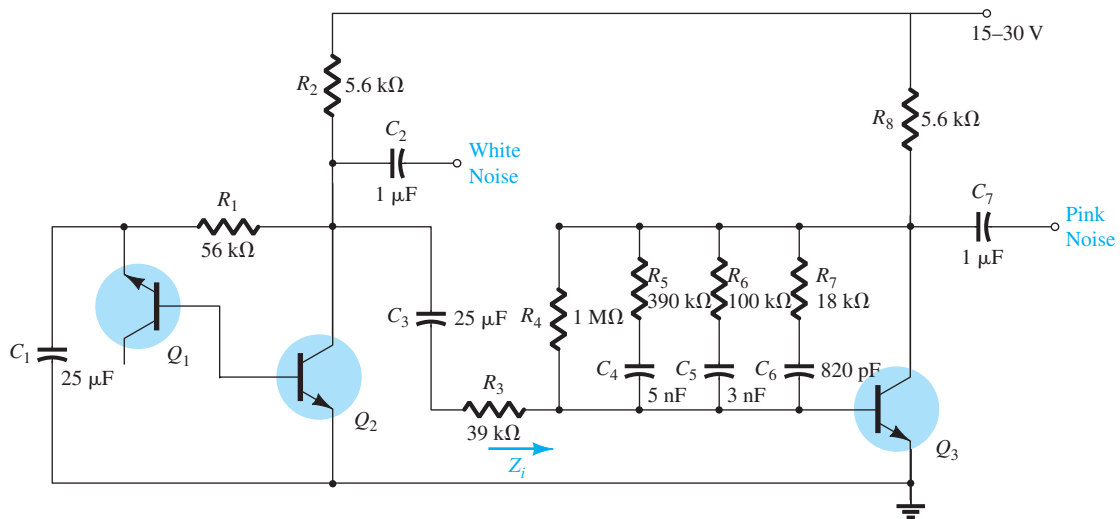 15–30 V
R2
5.6 kΩ
R8
5.6 kΩ
C2
1 μF
White
Noise
R1
56 kΩ
C7
1 μF
Pink
Noise
C1
25 μF
Q1
Q2
C3
25 μF
R3
39 kΩ
Zi
R4
1 MΩ
R5
390 kΩ
R6
100 kΩ
R7
18 kΩ
C4
5 nF
C5
3 nF
C6
820 pF
Q3